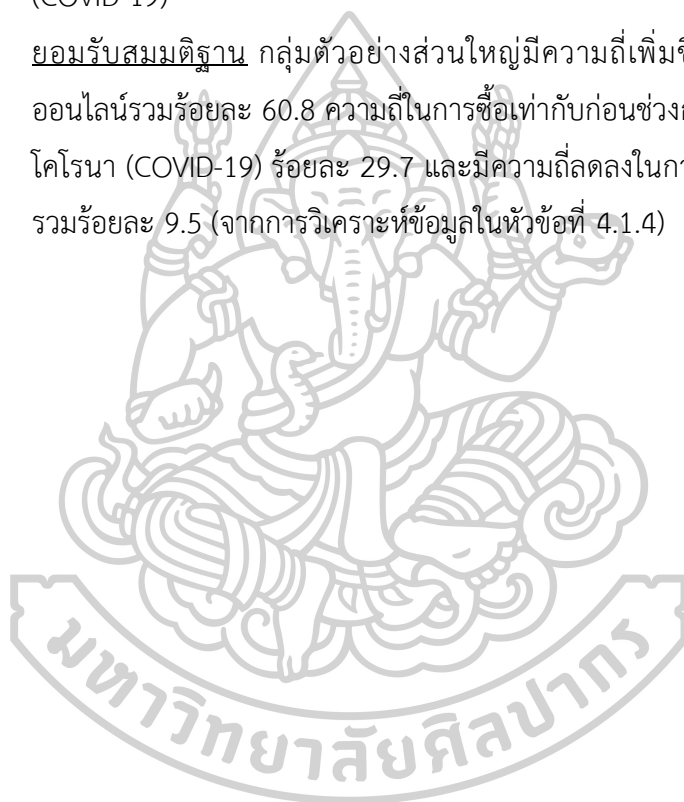 (COVID-19)
ยอมรับสมมติฐาน กลุ่มตัวอย่างส่วนใหญ่มีความถี่เพิ่มขึ
ออนไลน์รวมร้อยละ 60.8 ความถี่ในการซื้อเท่ากับก่อนช่วง
โคโรนา (COVID-19) ร้อยละ 29.7 และมีความถี่ลดลงในกา
รวมร้อยละ 9.5 (จากการวิเคราะห์ข้อมูลในหัวข้อที่ 4.1.4)
มหาวิทยาลัยศิลปากร